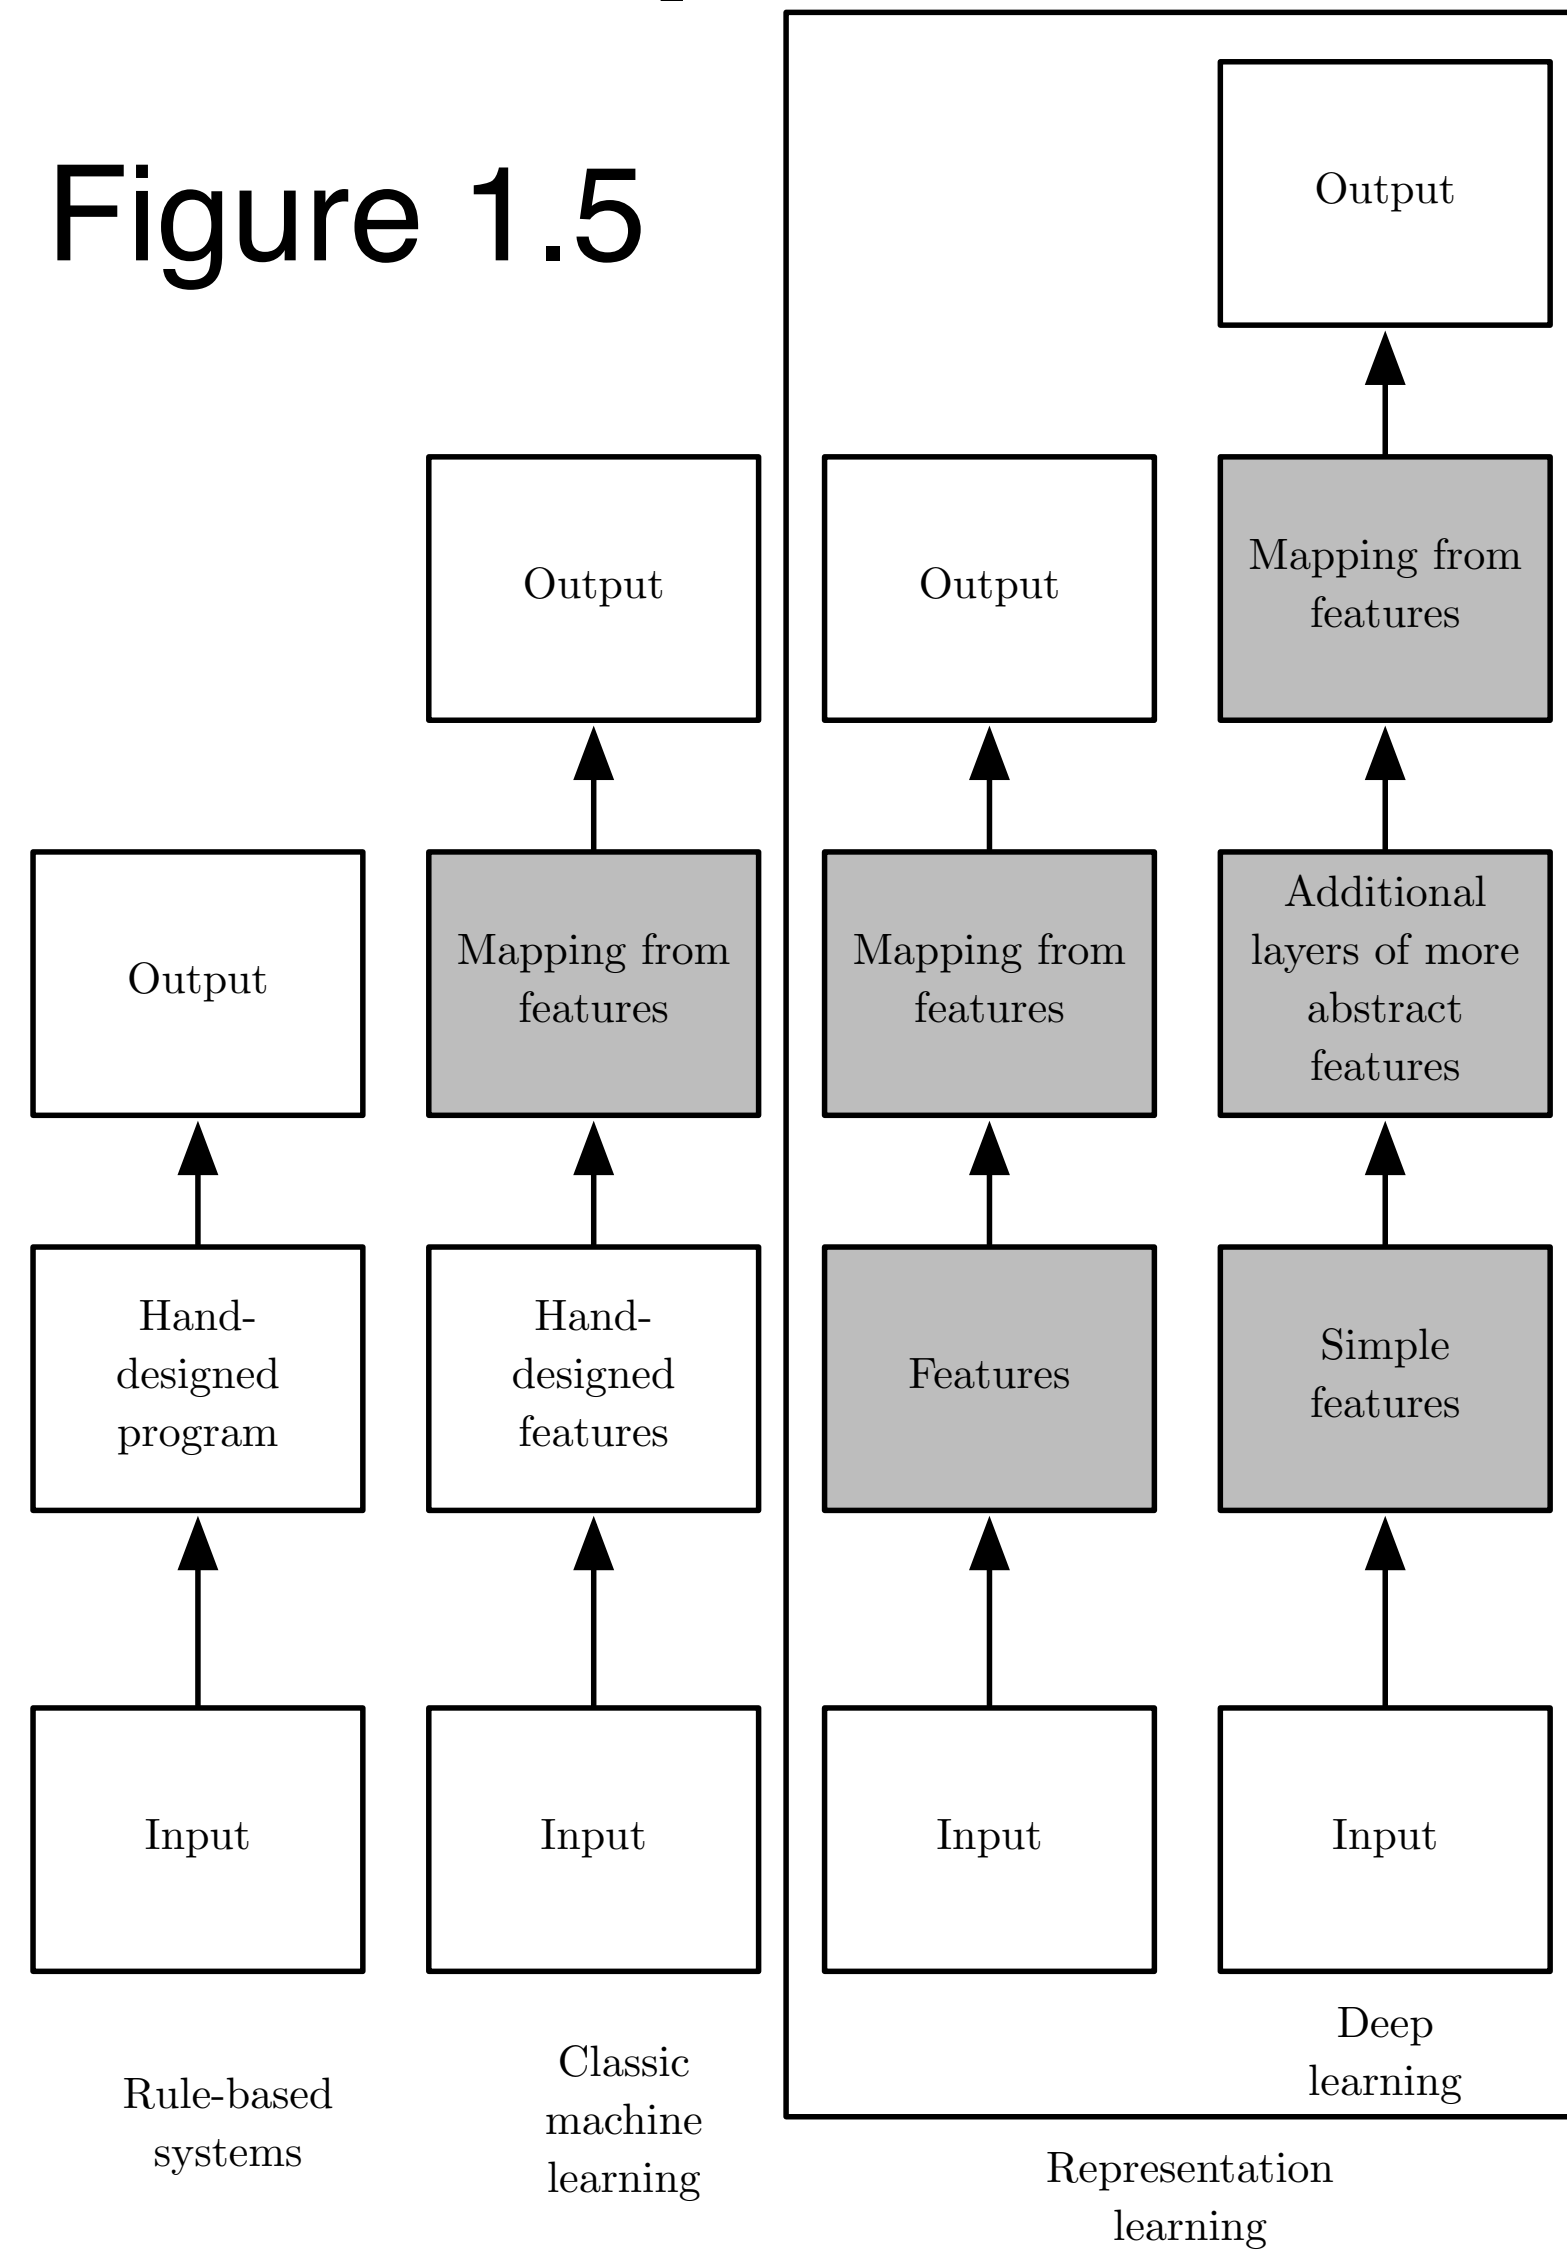 Figure 1.5
Output
Output
Output
Mapping from
features
Output
Mapping from
features
Mapping from
features
Additional
layers of more
abstract
features
Hand-
designed
program
Hand-
designed
features
Features
Simple
features
Input
Input
Input
Input
Rule-based
systems
Classic
machine
learning
Deep
learning
Representation
learning